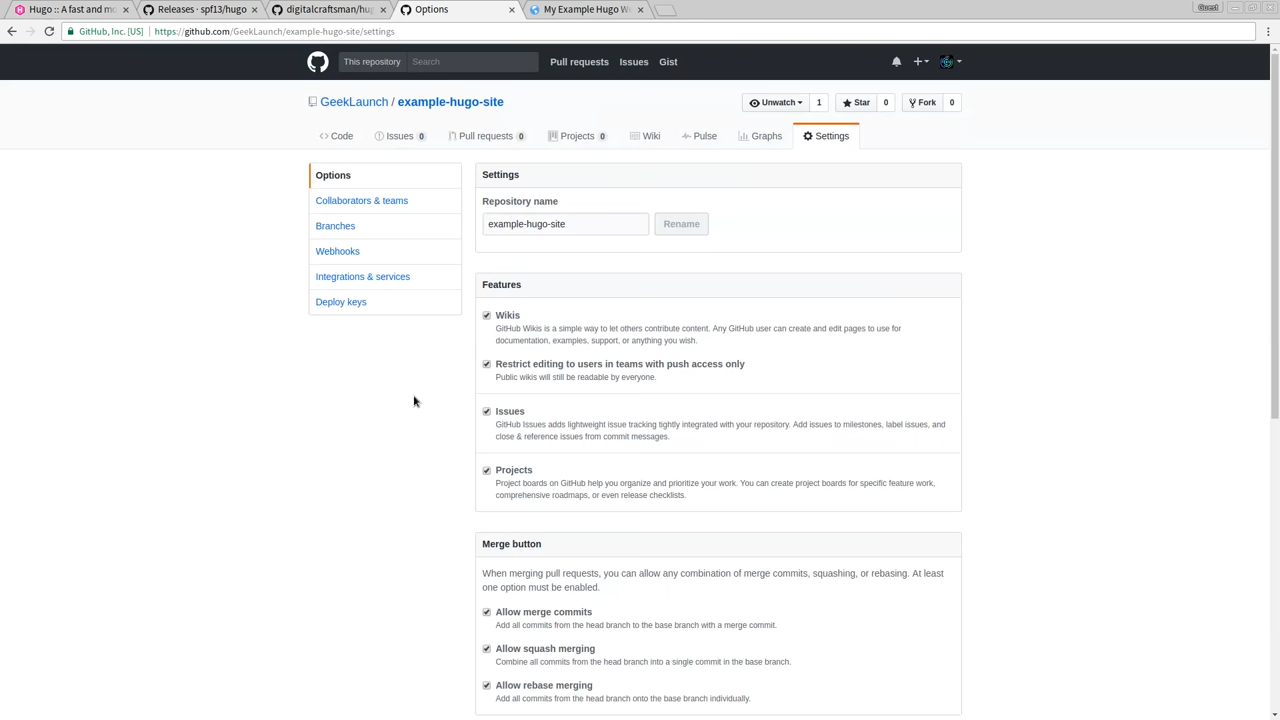 Hugo :: A fast and mo
Releases · spf13/hugo
digitalcraftsman/hug
Options
My Example Hugo W
Guest
GitHub, Inc. [US]
https://github.com/GeekLaunch/example-hugo-site/settings
This repository
Search
Pull requests
Issues
Gist
GeekLaunch / example-hugo-site
Unwatch 1
Star 0
Fork 0
Code
Issues 0
Pull requests 0
Projects 0
Wiki
Pulse
Graphs
Settings
Options
Collaborators & teams
Branches
Webhooks
Integrations & services
Deploy keys
Settings
Repository name
example-hugo-site
Rename
Features
Wikis
GitHub Wikis is a simple way to let others contribute content. Any GitHub user can create and edit pages to use for
documentation, examples, support, or anything you wish.
Restrict editing to users in teams with push access only
Public wikis will still be readable by everyone.
Issues
GitHub Issues adds lightweight issue tracking tightly integrated with your repository. Add issues to milestones, label issues, and
close & reference issues from commit messages.
Projects
Project boards on GitHub help you organize and prioritize your work. You can create project boards for specific feature work,
comprehensive roadmaps, or even release checklists.
Merge button
When merging pull requests, you can allow any combination of merge commits, squashing, or rebasing. At least
one option must be enabled.
Allow merge commits
Add all commits from the head branch to the base branch with a merge commit.
Allow squash merging
Combine all commits from the head branch into a single commit in the base branch.
Allow rebase merging
Add all commits from the head branch onto the base branch individually.